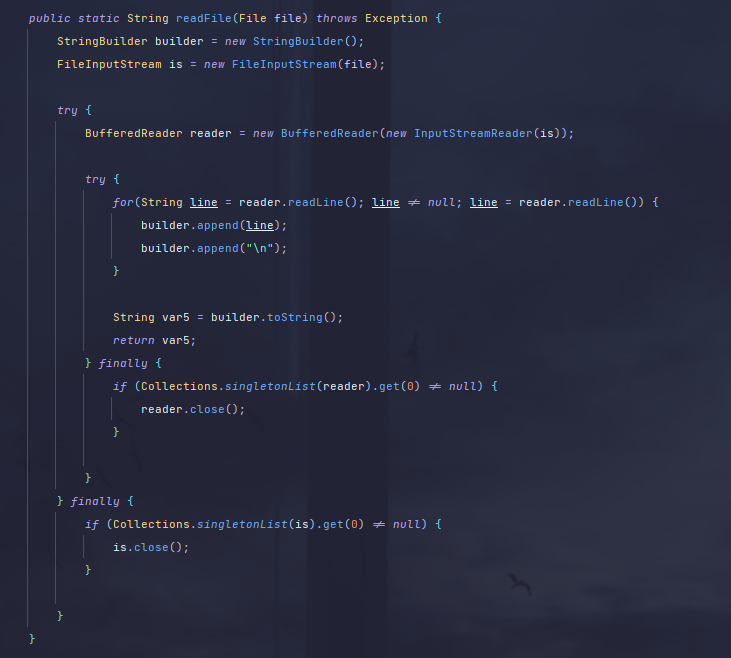 public static String readFile(File file) throws Exception {
    StringBuilder builder = new StringBuilder();
    FileInputStream is = new FileInputStream(file);

    try {
        BufferedReader reader = new BufferedReader(new InputStreamReader(is));

        try {
            for(String line = reader.readLine(); line != null; line = reader.readLine()) {
                builder.append(line);
                builder.append("\n");
            }

            String var5 = builder.toString();
            return var5;
        } finally {
            if (Collections.singletonList(reader).get(0) != null) {
                reader.close();
            }

        }
    } finally {
        if (Collections.singletonList(is).get(0) != null) {
            is.close();
        }

    }
}